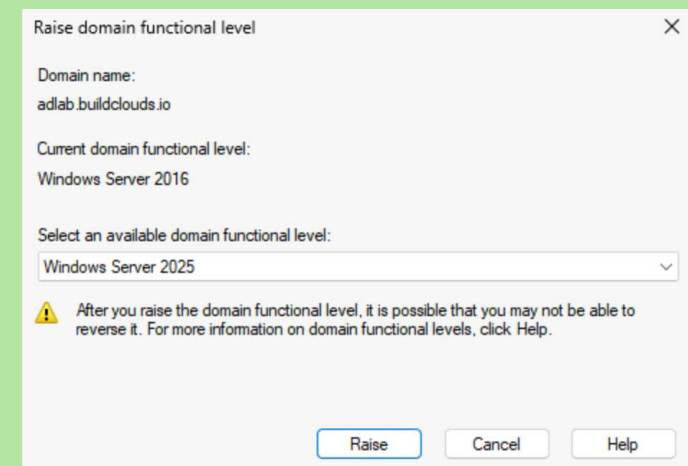 Raise domain functional level
Domain name:
adlab.buildclouds.io
Current domain functional level:
Windows Server 2016
Select an available domain functional level:
Windows Server 2025
After you raise the domain functional level, it is possible that you may not be able to
reverse it. For more information on domain functional levels, click Help.
Raise Cancel Help